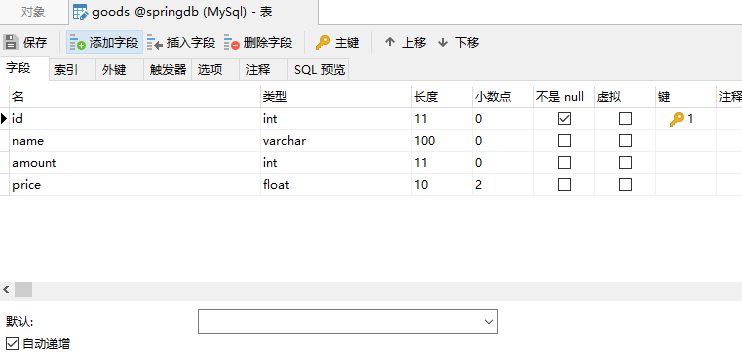 对象 goods @springdb (MySql) - 表
保存 添加字段 插入字段 删除字段 主键 上移 下移
字段 索引 外键 触发器 选项 注释 SQL 预览
名 类型 长度 小数点 不是 null 虚拟 键 注释
id int 11 0 1
name varchar 100 0
amount int 11 0
price float 10 2
默认:
自动递增